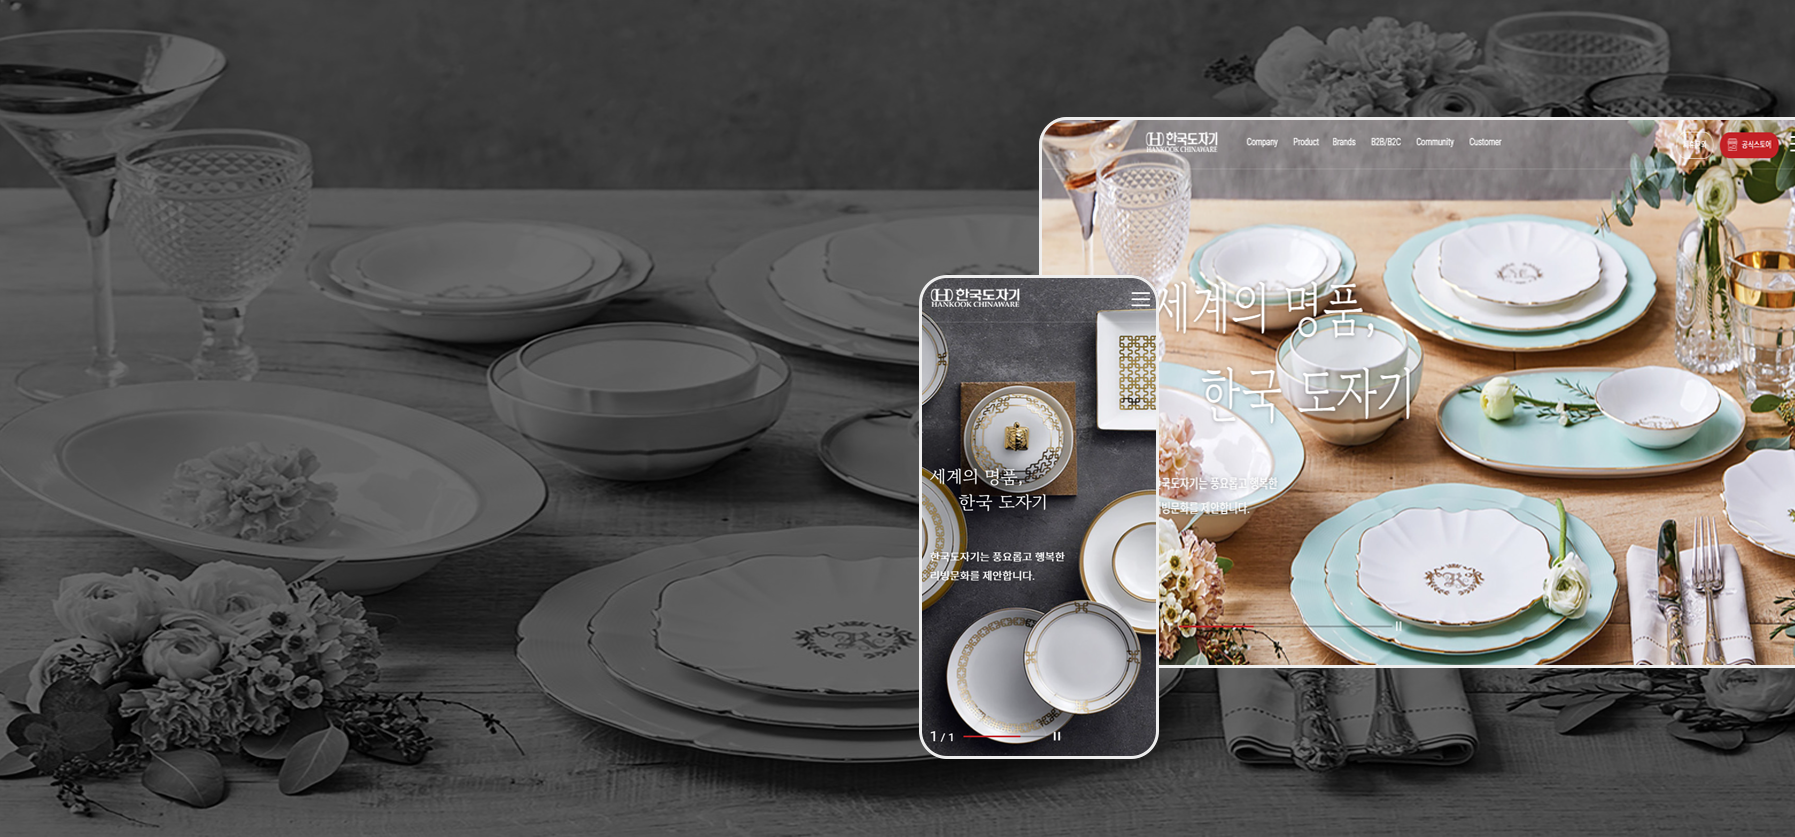 H 한국도자기
HANKOOK CHINAWARE
Company Product Brands B2B/B2C Community Customer
공식스토어
세계의 명품,
한국 도자기
국도자기는 풍요롭고 행복한
빙문화를 제안합니다.
R
H 한국도자기
HANKOOK CHINAWARE
세계의 명품,
한국 도자기
한국도자기는 풍요롭고 행복한
리빙문화를 제안합니다.
1 / 1
R